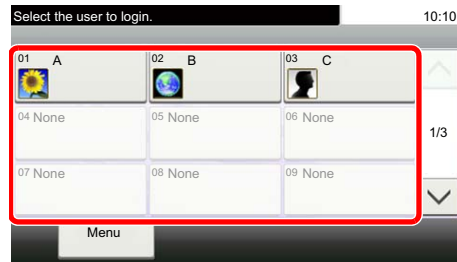 Select the user to login. 10:10
01 A 02 B 03 C
04 None 05 None 06 None
1/3
07 None 08 None 09 None
Menu